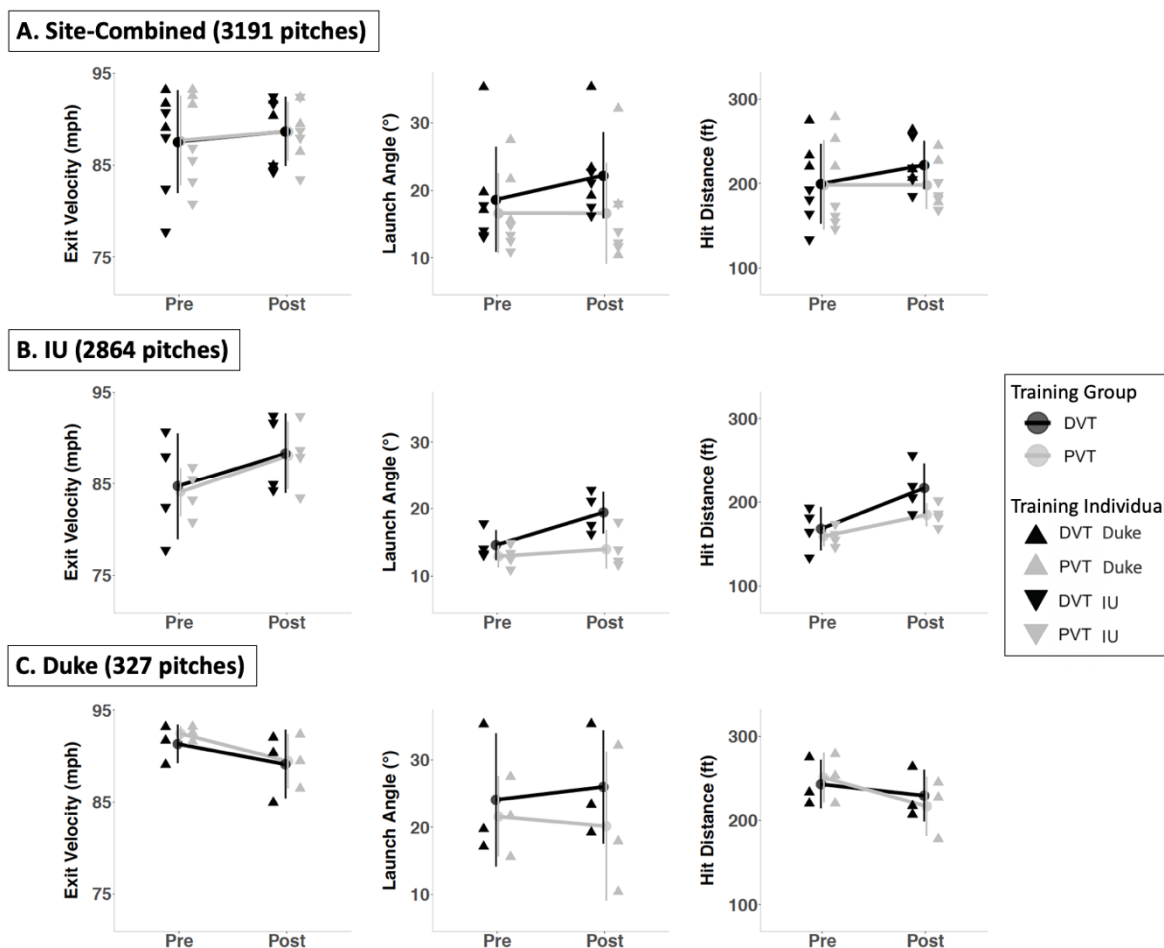 A. Site-Combined (3191 pitches)
Exit Velocity (mph)
95
85
75
Pre
Post
Launch Angle (°)
30
20
10
Pre
Post
Hit Distance (ft)
300
200
100
Pre
Post
B. IU (2864 pitches)
Exit Velocity (mph)
95
85
75
Pre
Post
Launch Angle (°)
30
20
10
Pre
Post
Hit Distance (ft)
300
200
100
Pre
Post
Training Group
DVT
PVT
Training Individual
DVT Duke
PVT Duke
DVT IU
PVT IU
C. Duke (327 pitches)
Exit Velocity (mph)
95
85
75
Pre
Post
Launch Angle (°)
30
20
10
Pre
Post
Hit Distance (ft)
300
200
100
Pre
Post